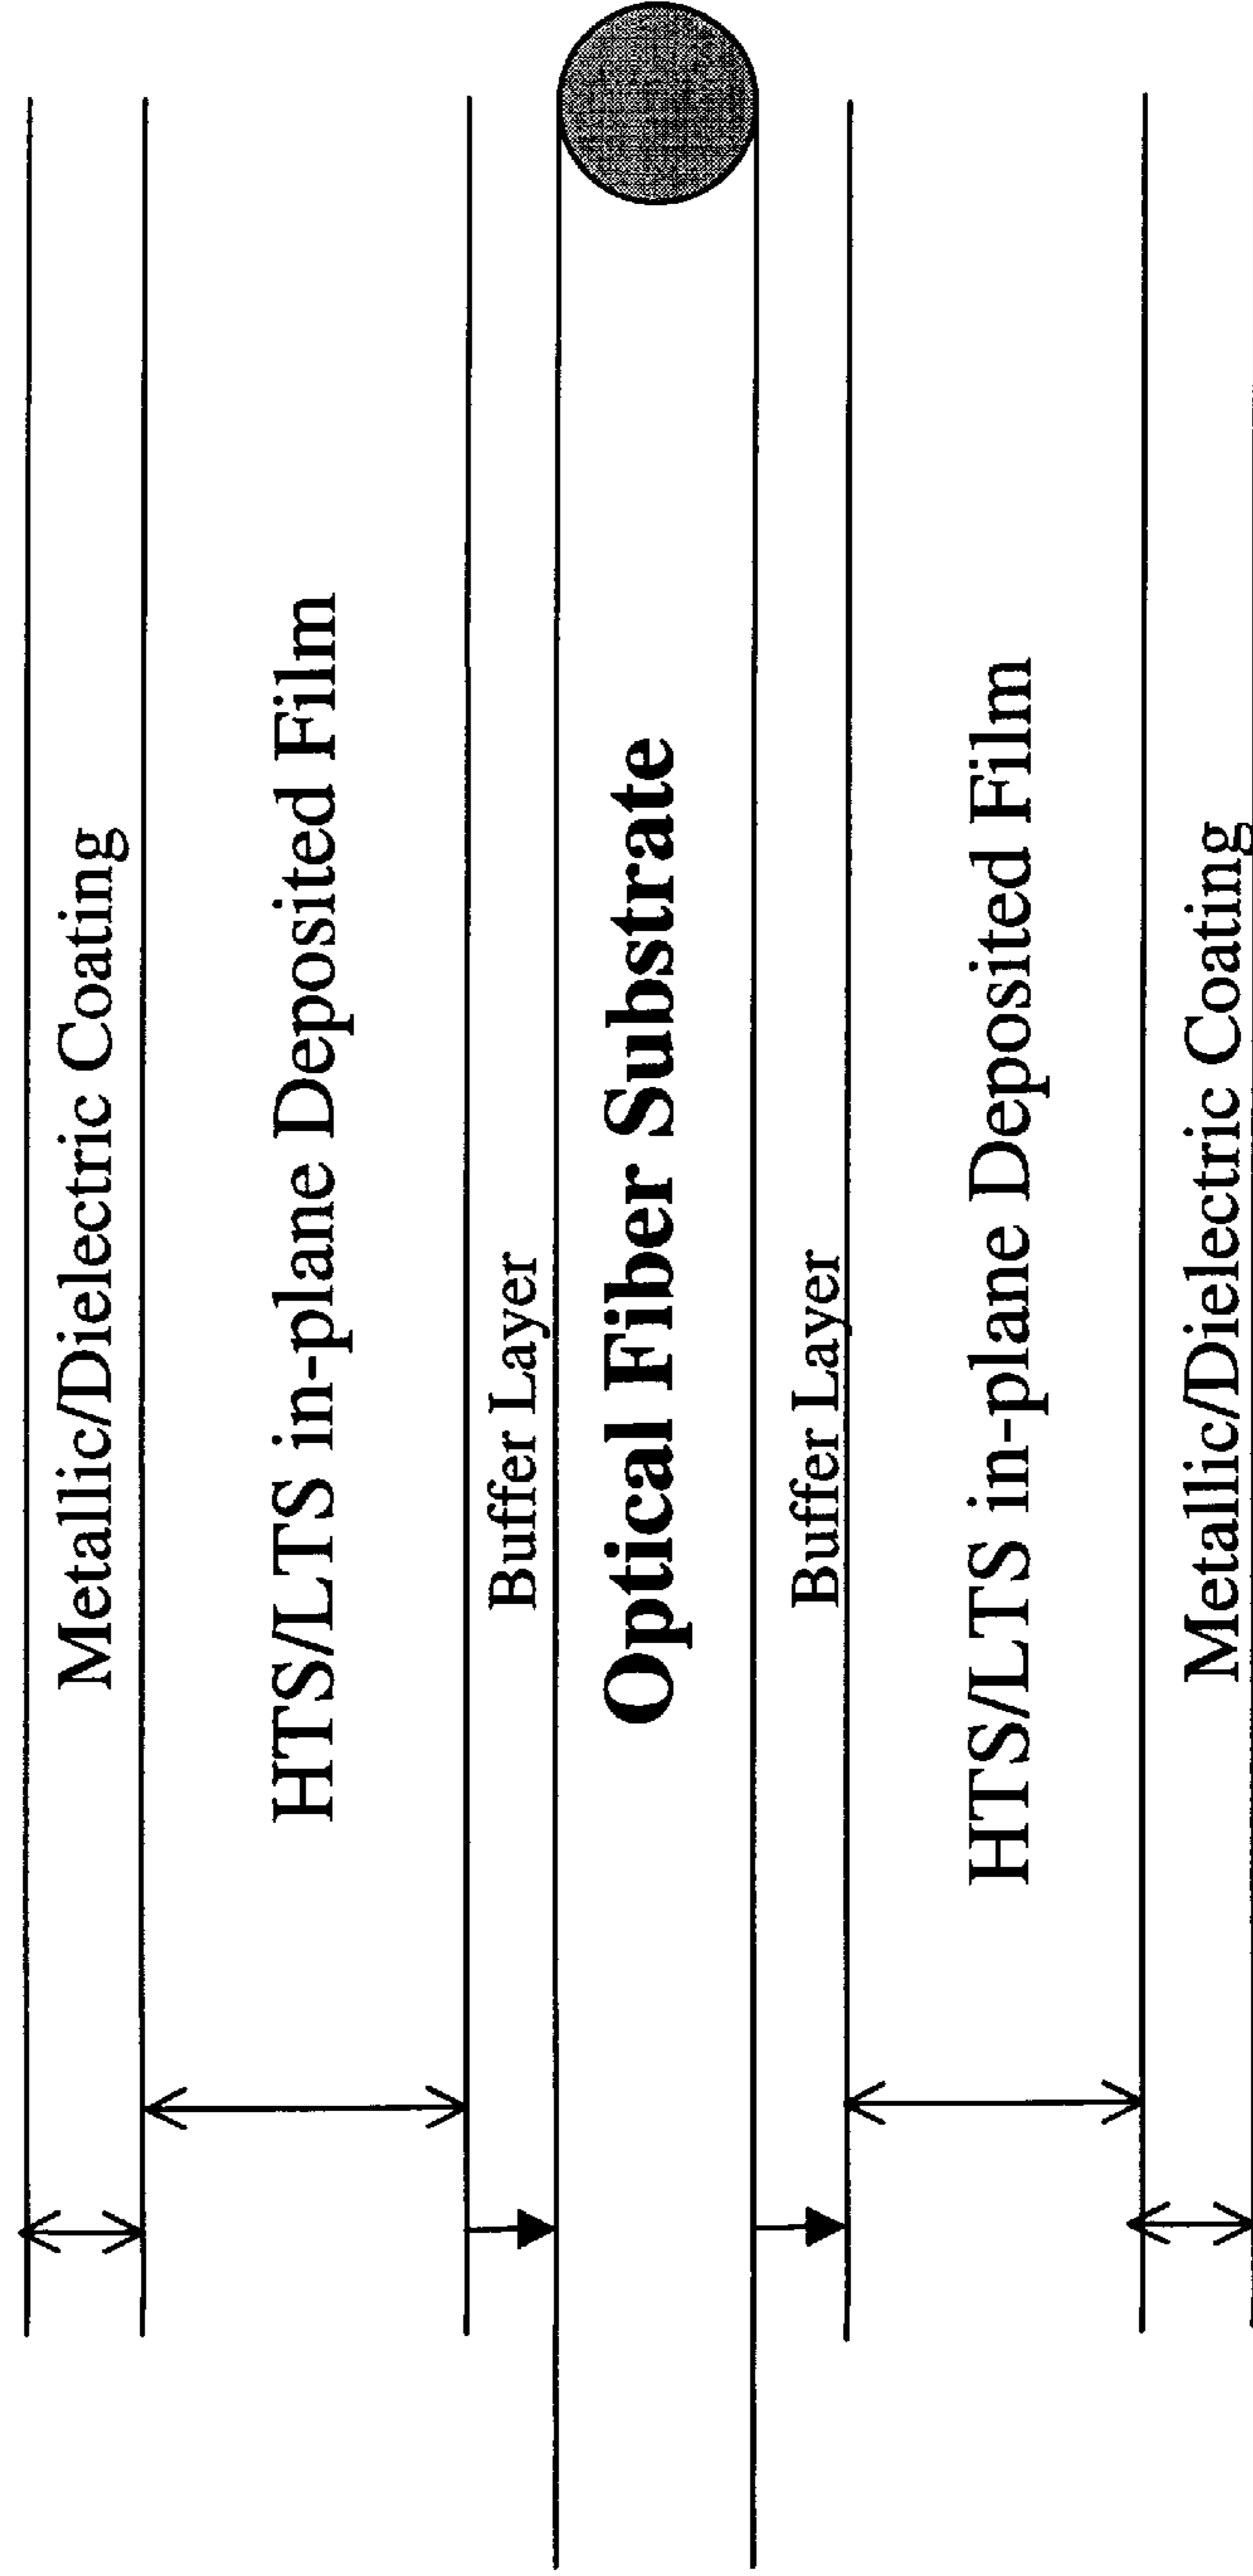 Metallic/Dielectric Coating
HTS/LTS in-plane Deposited Film
Buffer Layer
Optical Fiber Substrate
Buffer Layer
HTS/LTS in-plane Deposited Film
Metallic/Dielectric Coating